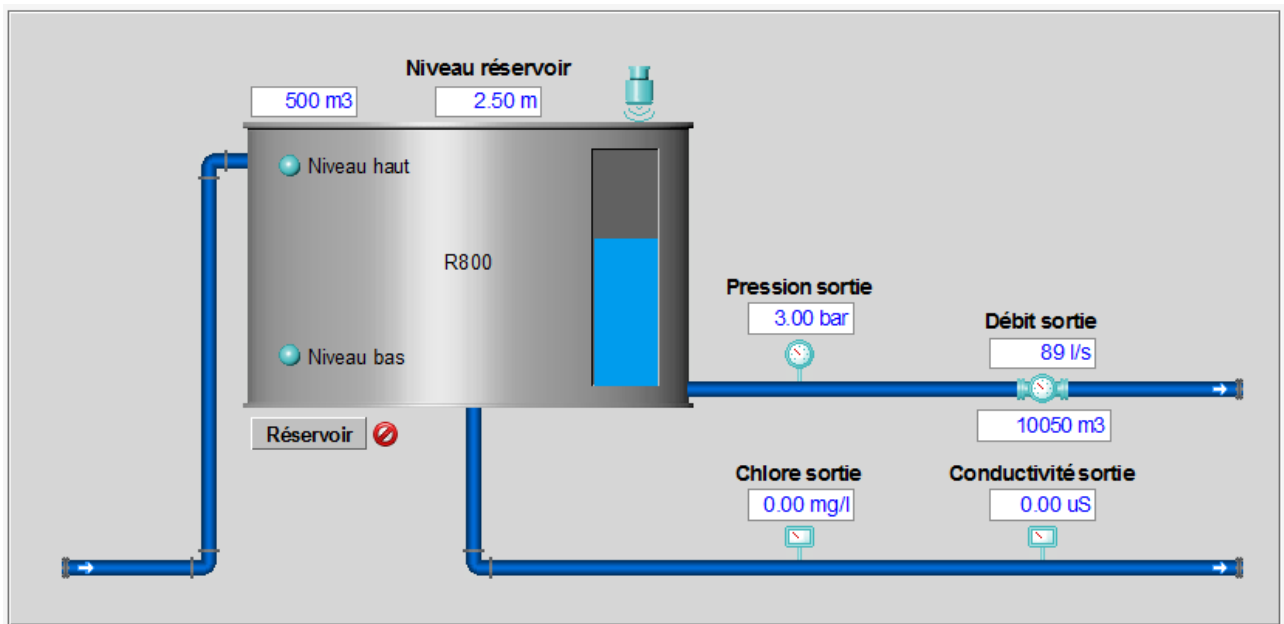 Niveau réservoir
500 m3
2.50 m
Niveau haut
R800
Niveau bas
Réservoir
Pression sortie
3.00 bar
Débit sortie
89 l/s
10050 m3
Chlore sortie
0.00 mg/l
Conductivité sortie
0.00 uS